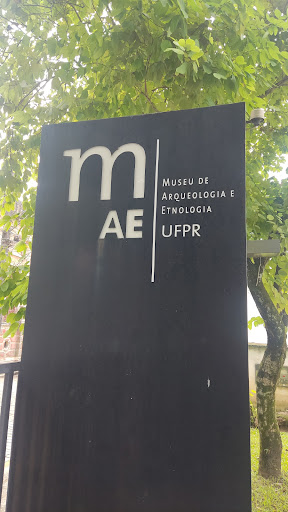 m
AE
Museu de
Arqueologia e
Etnologia
UFPR